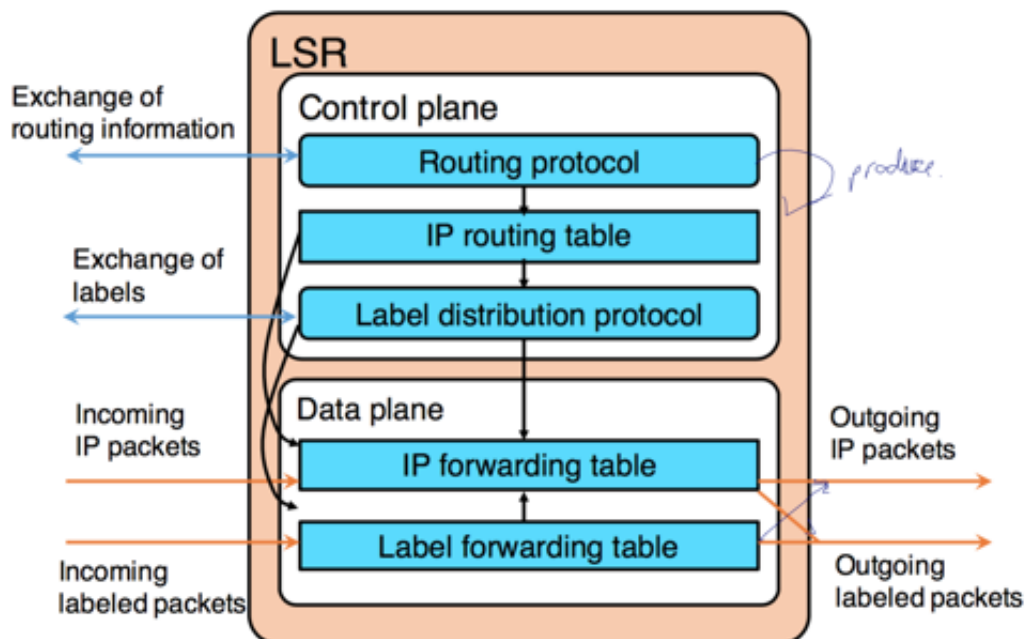 LSR
Control plane
Exchange of
routing information
Routing protocol
produce.
IP routing table
Exchange of
labels
Label distribution protocol
Data plane
Incoming
IP packets
Outgoing
IP packets
IP forwarding table
Label forwarding table
Incoming
labeled packets
Outgoing
labeled packets